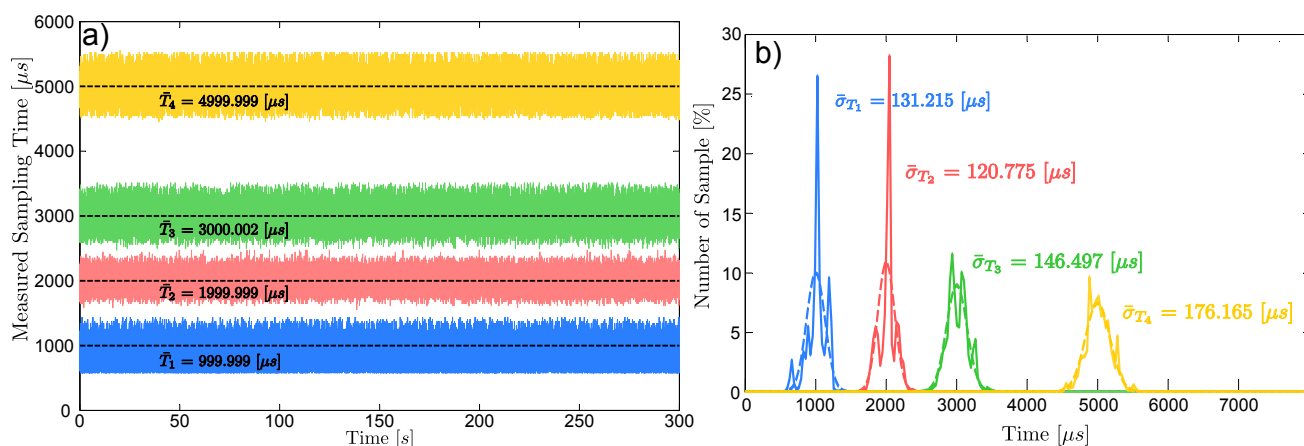 a)
Measured Sampling Time [μs]
6000
5000
4000
3000
2000
1000
0
T̄₄ = 4999.999 [μs]
T̄₃ = 3000.002 [μs]
T̄₂ = 1999.999 [μs]
T̄₁ = 999.999 [μs]
0 50 100 150 200 250 300
Time [s]
b)
Number of Sample [%]
30
25
20
15
10
5
0
σ̄T₁ = 131.215 [μs]
σ̄T₂ = 120.775 [μs]
σ̄T₃ = 146.497 [μs]
σ̄T₄ = 176.165 [μs]
0 1000 2000 3000 4000 5000 6000 7000
Time [μs]